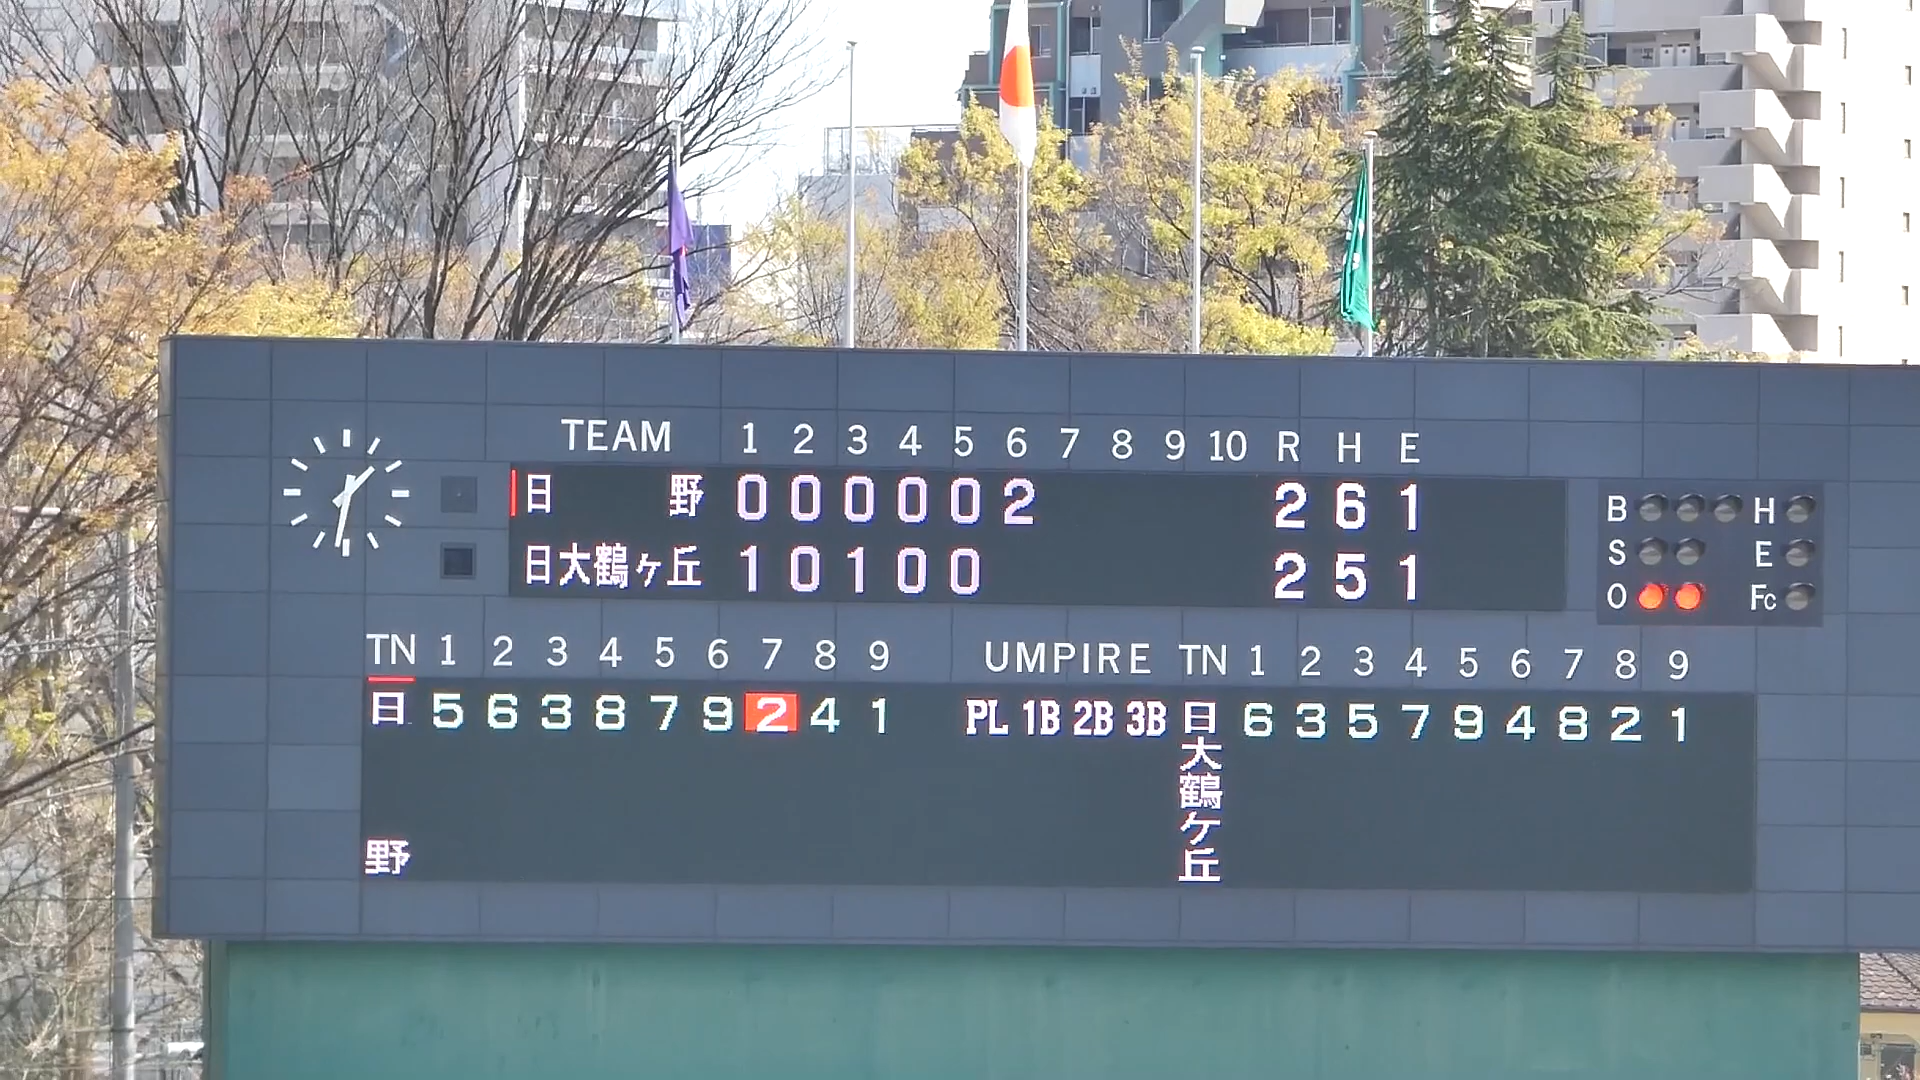 TEAM 1 2 3 4 5 6 7 8 9 10 R H E
日野 0 0 0 0 0 2 2 6 1
日大鶴ヶ丘 1 0 1 0 0 2 5 1
B H
S E
O Fc
TN 1 2 3 4 5 6 7 8 9 UMPIRE TN 1 2 3 4 5 6 7 8 9
日野 5 6 3 8 7 9 2 4 1 PL 1B 2B 3B 日大鶴ケ丘 6 3 5 7 9 4 8 2 1